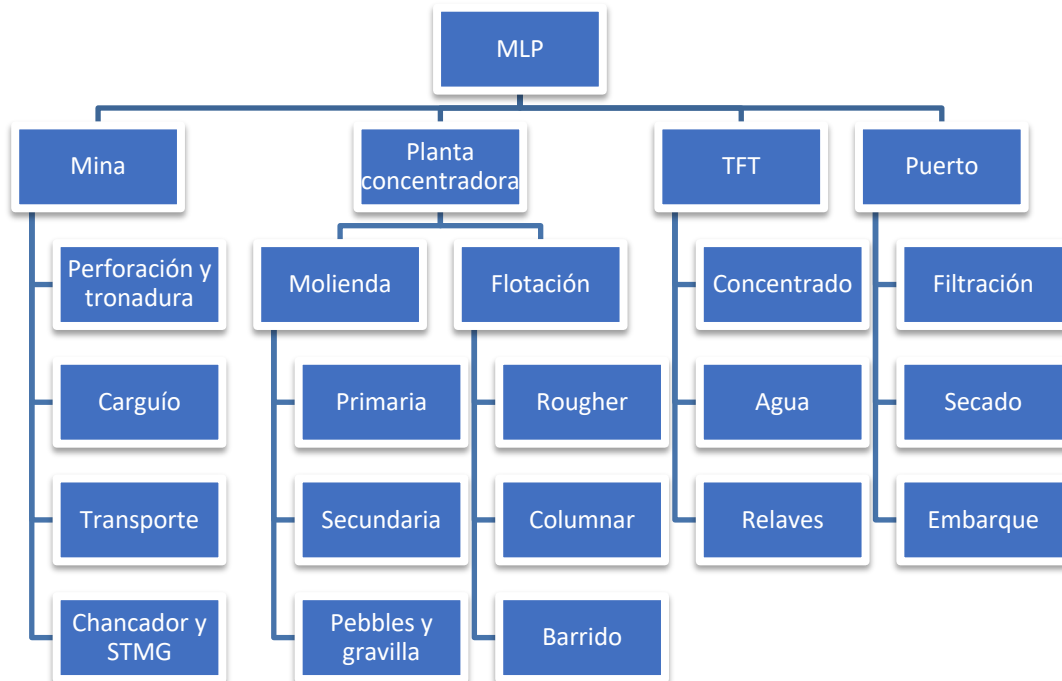 MLP
Mina
Planta
concentradora
TFT
Puerto
Perforación y
tronadura
Molienda
Flotación
Concentrado
Filtración
Carguío
Primaria
Rougher
Agua
Secado
Transporte
Secundaria
Columnar
Relaves
Embarque
Chancador y
STMG
Pebbles y
gravilla
Barrido